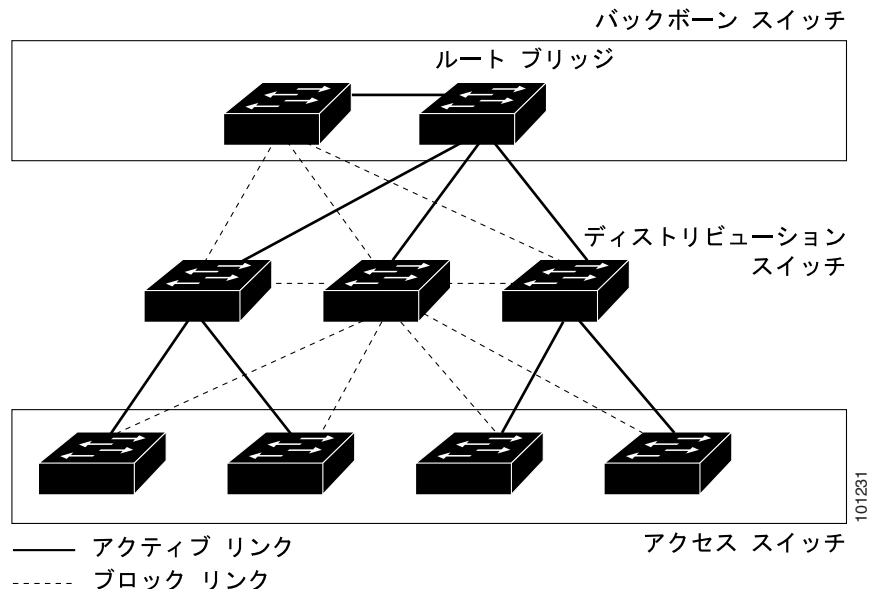 バックボーン スイッチ
ルート ブリッジ
ディストリビューション
スイッチ
101231
アクセス スイッチ
アクティブ リンク
ブロック リンク